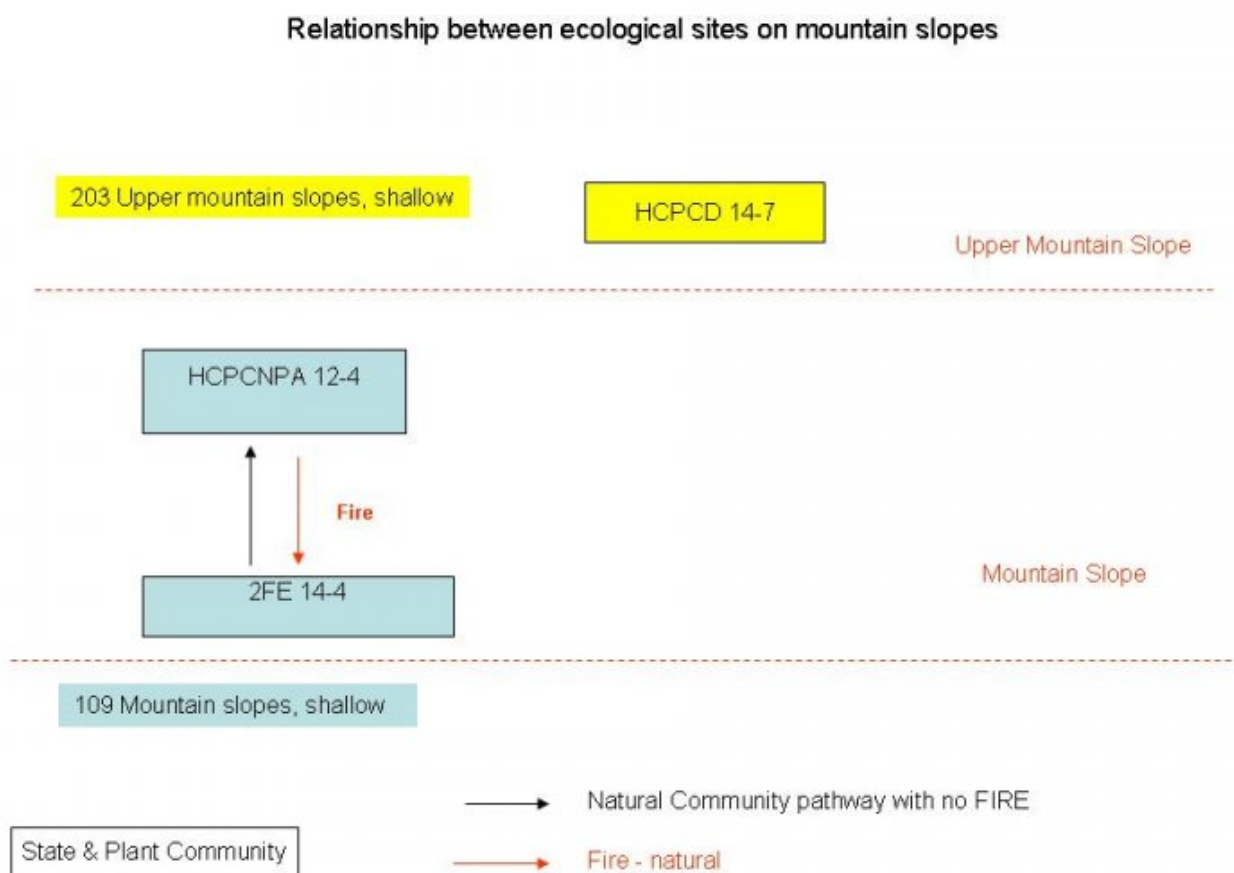 Relationship between ecological sites on mountain slopes
203 Upper mountain slopes, shallow
HCPCD 14-7
Upper Mountain Slope
HCPCNPA 12-4
Fire
2FE 14-4
Mountain Slope
109 Mountain slopes, shallow
Natural Community pathway with no FIRE
State & Plant Community
Fire - natural